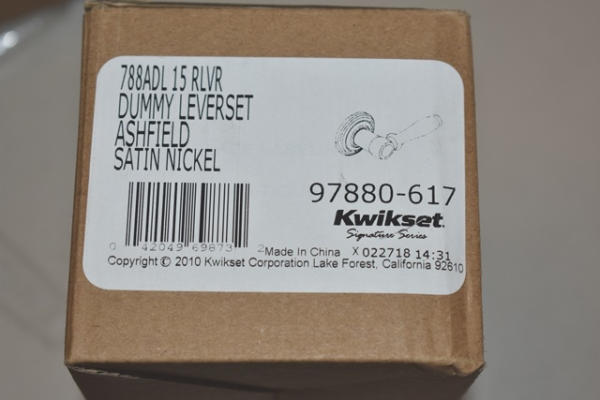 788ADL 15 RLVR
DUMMY LEVERSET
ASHFIELD
SATIN NICKEL
97880-617
Kwikset
Signature Series
0 42049 69873 2
Made In China X 022718 14:31
Copyright © 2010 Kwikset Corporation Lake Forest, California 92610